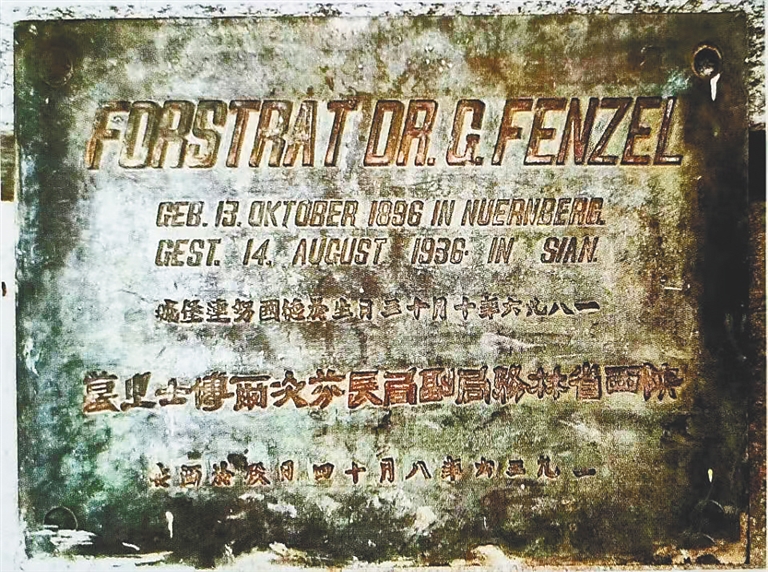 FORSTRAT DR. G. FENZEL
GEB. 13. OKTOBER 1896 IN NUERNBERG.
GEST. 14. AUGUST 1936 IN SIAN.
一八九六年十月十三日生於德國努連城
陝西省林務局副局長芬次爾博士之墓
一九三六年八月十四日歿於西安